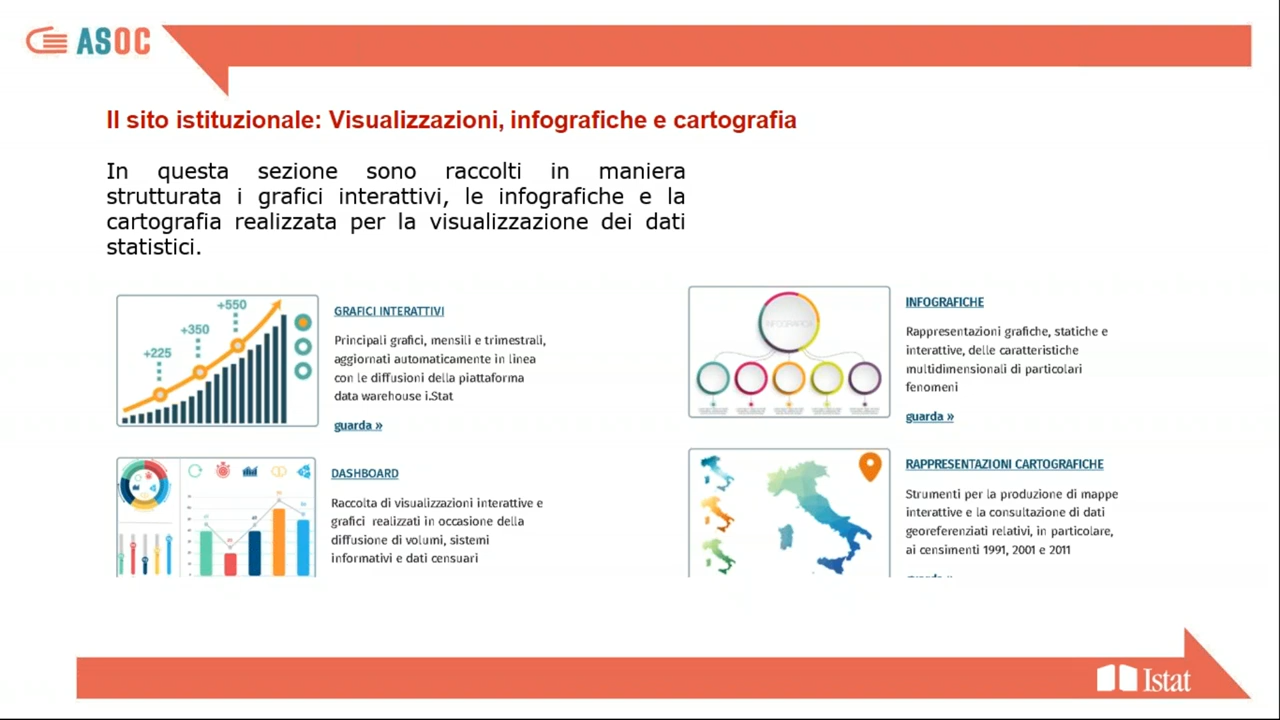 ASOC
Il sito istituzionale: Visualizzazioni, infografiche e cartografia
In questa sezione sono raccolti in maniera
strutturata i grafici interattivi, le infografiche e la
cartografia realizzata per la visualizzazione dei dati
statistici.
+225
+350
+550
GRAFICI INTERATTIVI
Principali grafici, mensili e trimestrali,
aggiornati automaticamente in linea
con le diffusioni della piattaforma
data warehouse i.Stat
guarda »
INFOGRAFICHE
Rappresentazioni grafiche, statiche e
interattive, delle caratteristiche
multidimensionali di particolari
fenomeni
guarda »
DASHBOARD
Raccolta di visualizzazioni interattive e
grafici realizzati in occasione della
diffusione di volumi, sistemi
informativi e dati censuari
RAPPRESENTAZIONI CARTOGRAFICHE
Strumenti per la produzione di mappe
interattive e la consultazione di dati
georeferenziati relativi, in particolare,
ai censimenti 1991, 2001 e 2011
Istat